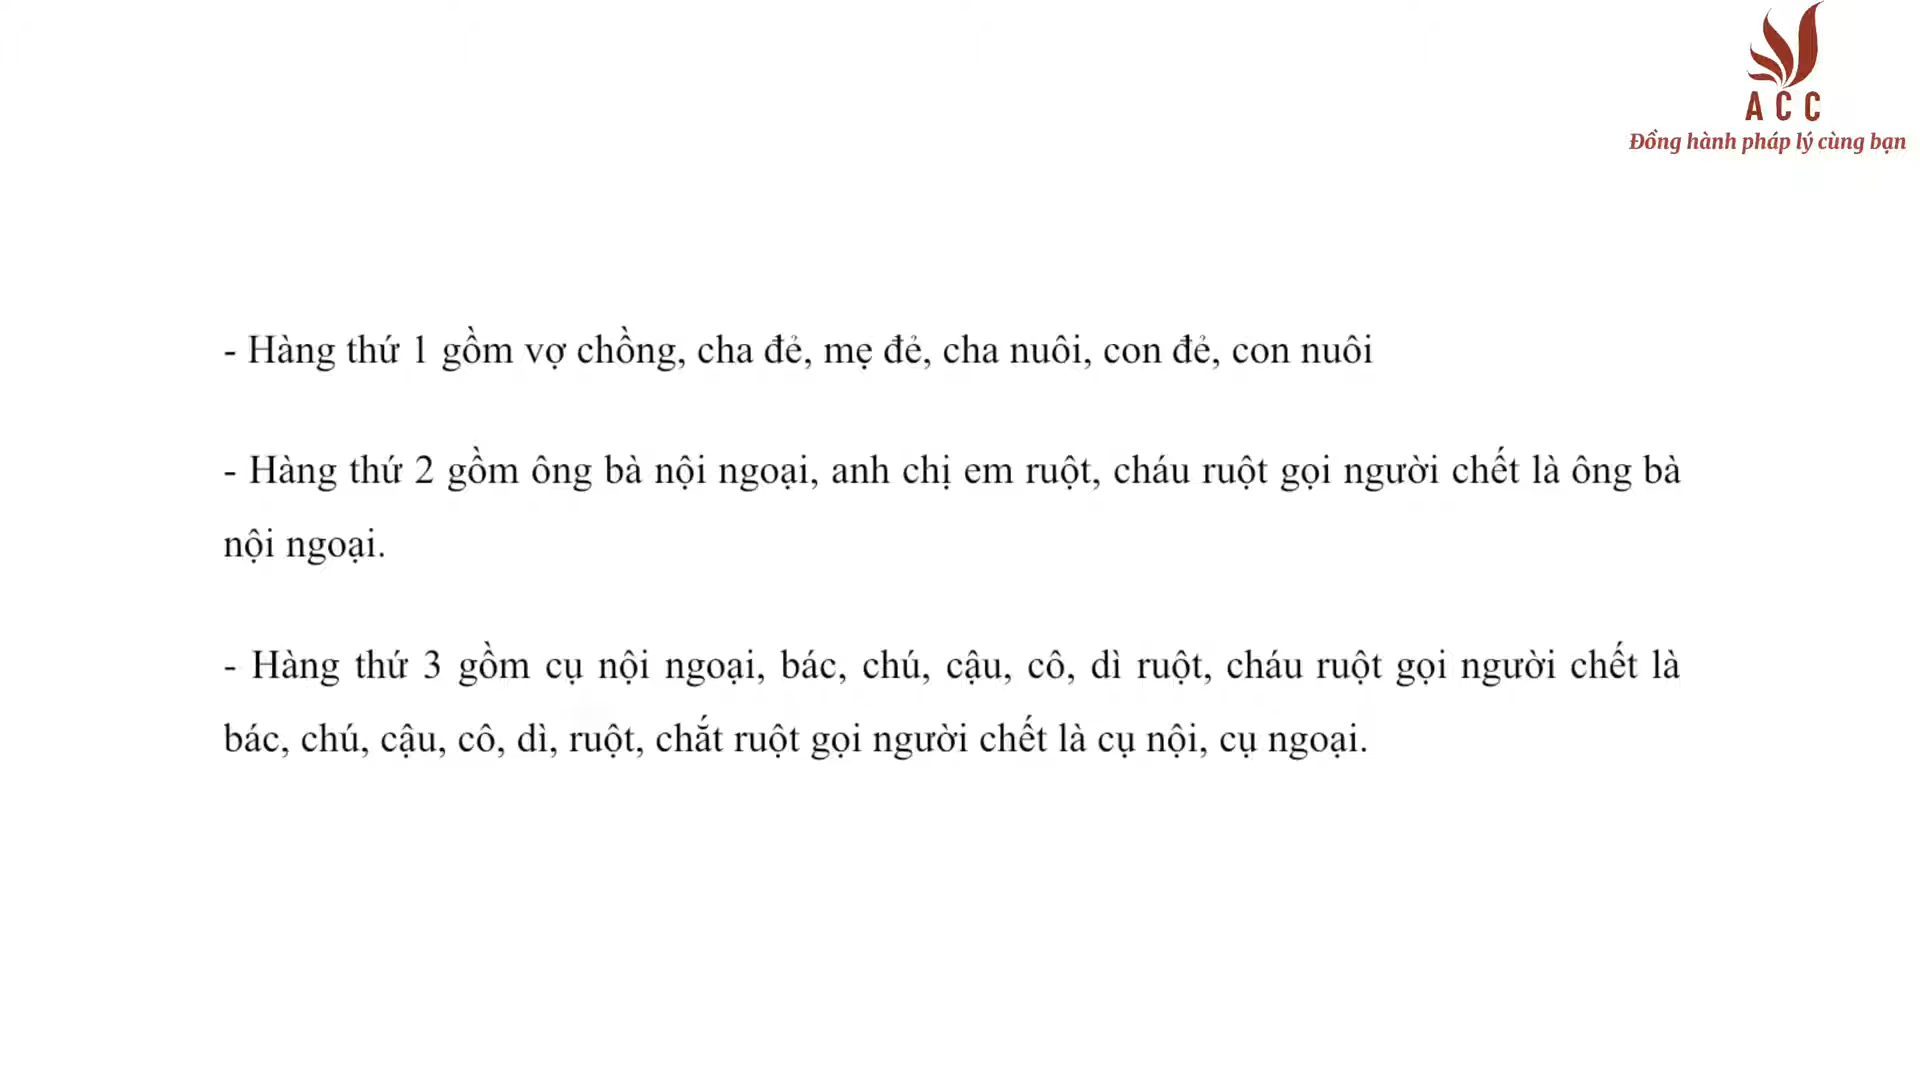 ACC
Đồng hành pháp lý cùng bạn
- Hàng thứ 1 gồm vợ chồng, cha đẻ, mẹ đẻ, cha nuôi, con đẻ, con nuôi
- Hàng thứ 2 gồm ông bà nội ngoại, anh chị em ruột, cháu ruột gọi người chết là ông bà
nội ngoại.
- Hàng thứ 3 gồm cụ nội ngoại, bác, chú, cậu, cô, dì ruột, cháu ruột gọi người chết là
bác, chú, cậu, cô, dì, ruột, chắt ruột gọi người chết là cụ nội, cụ ngoại.